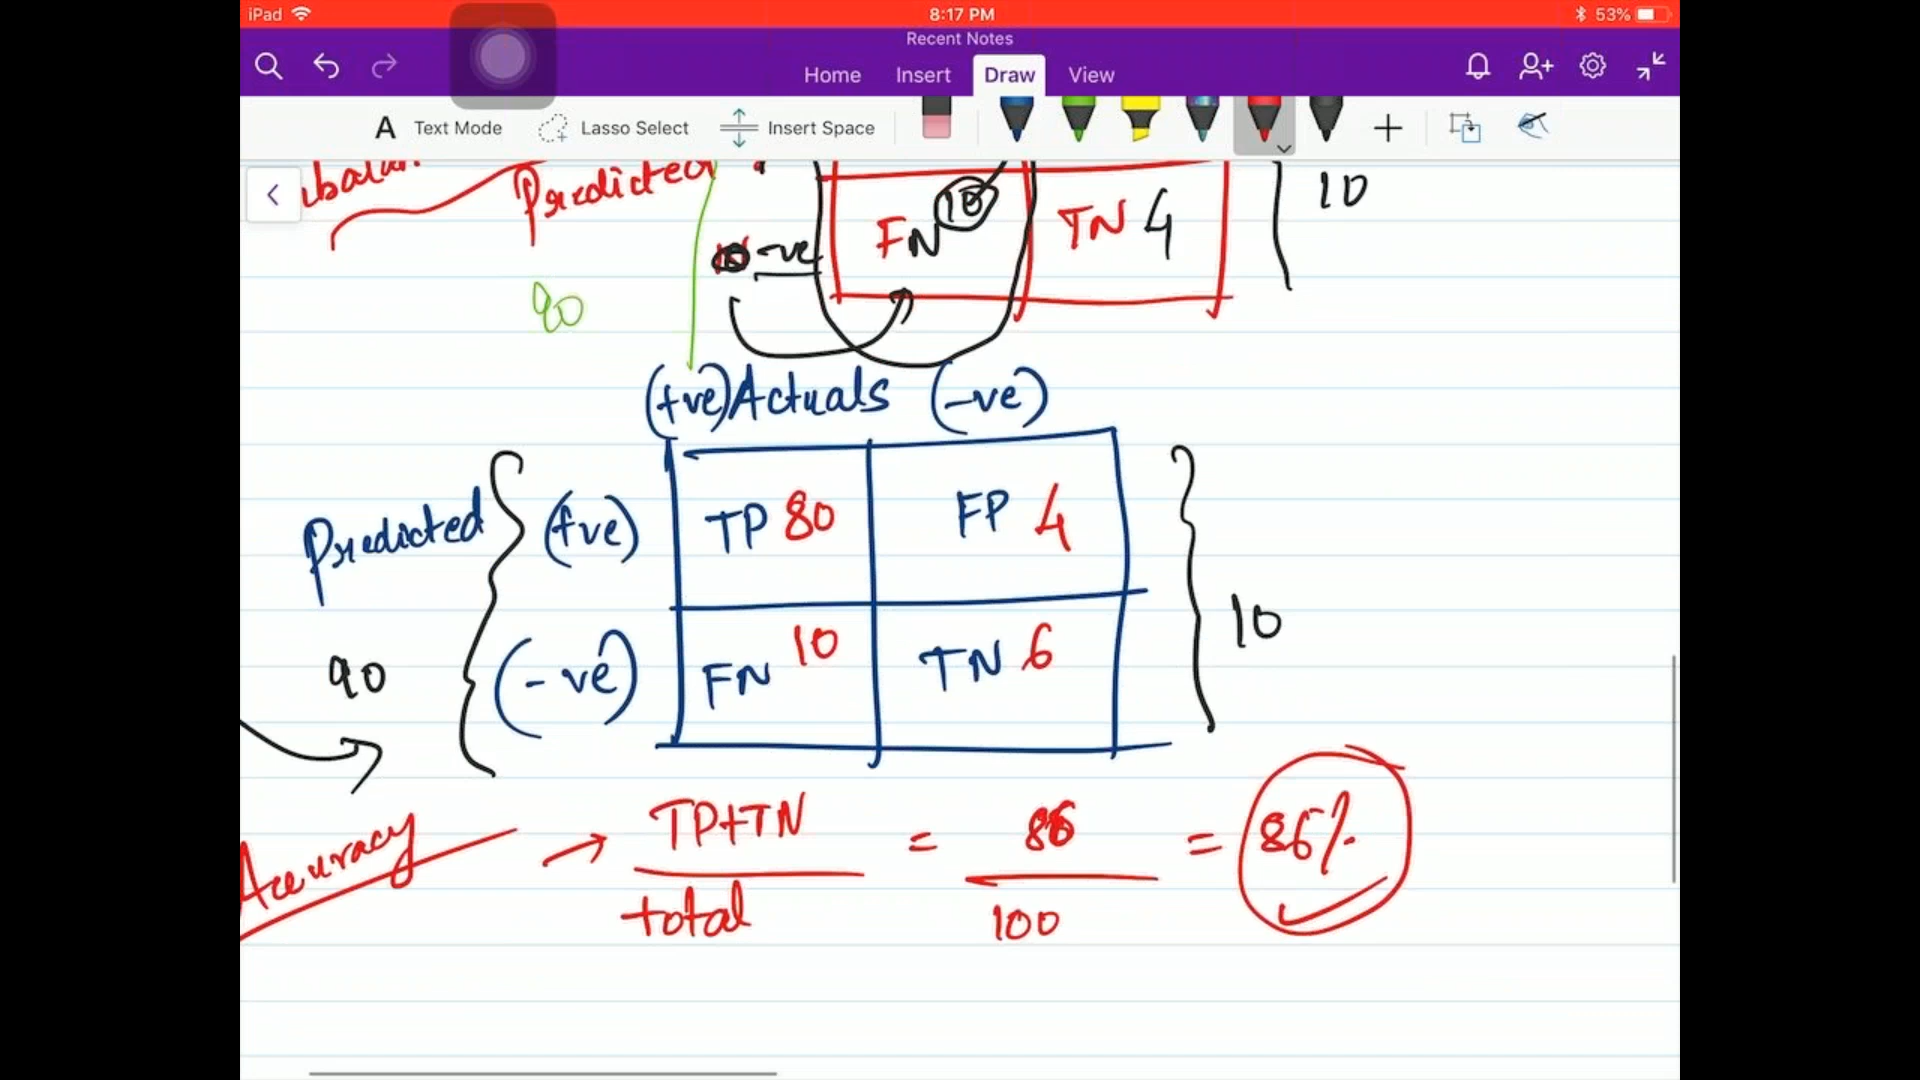 iPad 8:17 PM 53%
Recent Notes
Home Insert Draw View
A Text Mode Lasso Select Insert Space
Predicted 10
FN 10 TN 4
-ve
90
(+ve) Actuals (-ve)
Predicted (+ve) TP 80 FP 4
10
90 (-ve) FN 10 TN 6
Accuracy → TP+TN = 86 = 86%
total 100